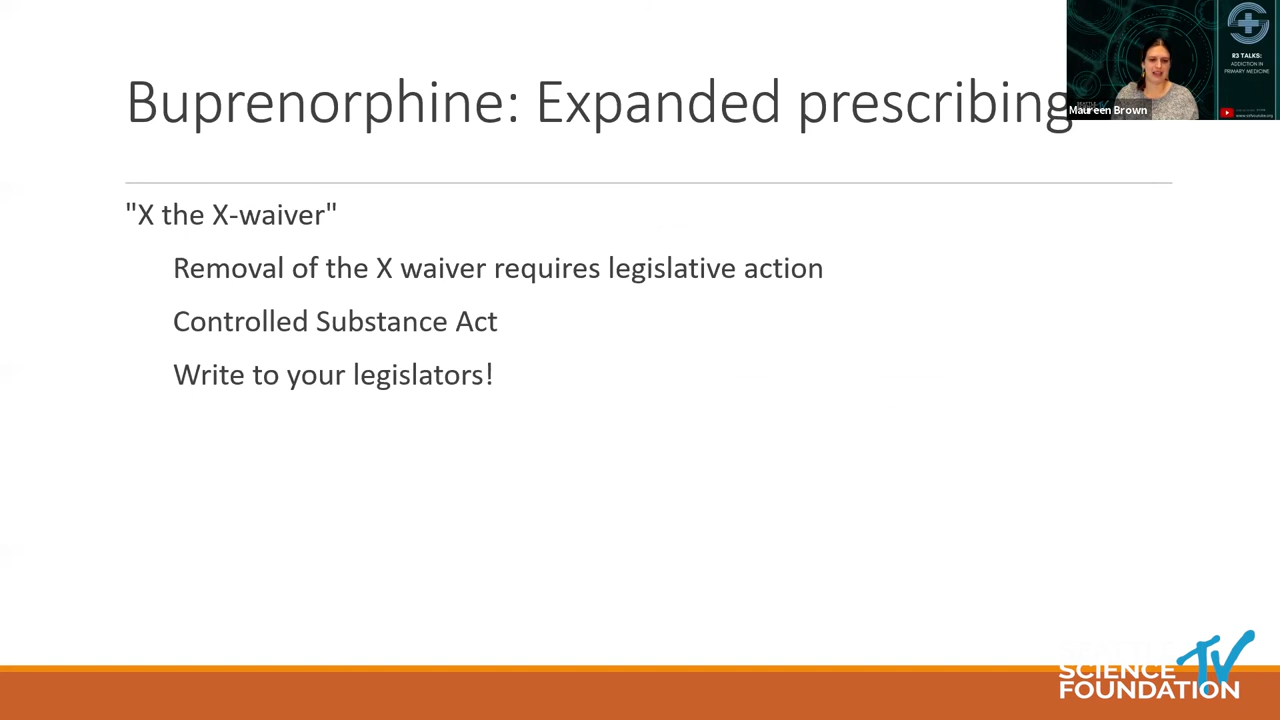 Buprenorphine: Expanded prescribing
R3 TALKS:
ADDICTION IN
PRIMARY MEDICINE
Maureen Brown
"X the X-waiver"
Removal of the X waiver requires legislative action
Controlled Substance Act
Write to your legislators!
SCIENCE TV
FOUNDATION